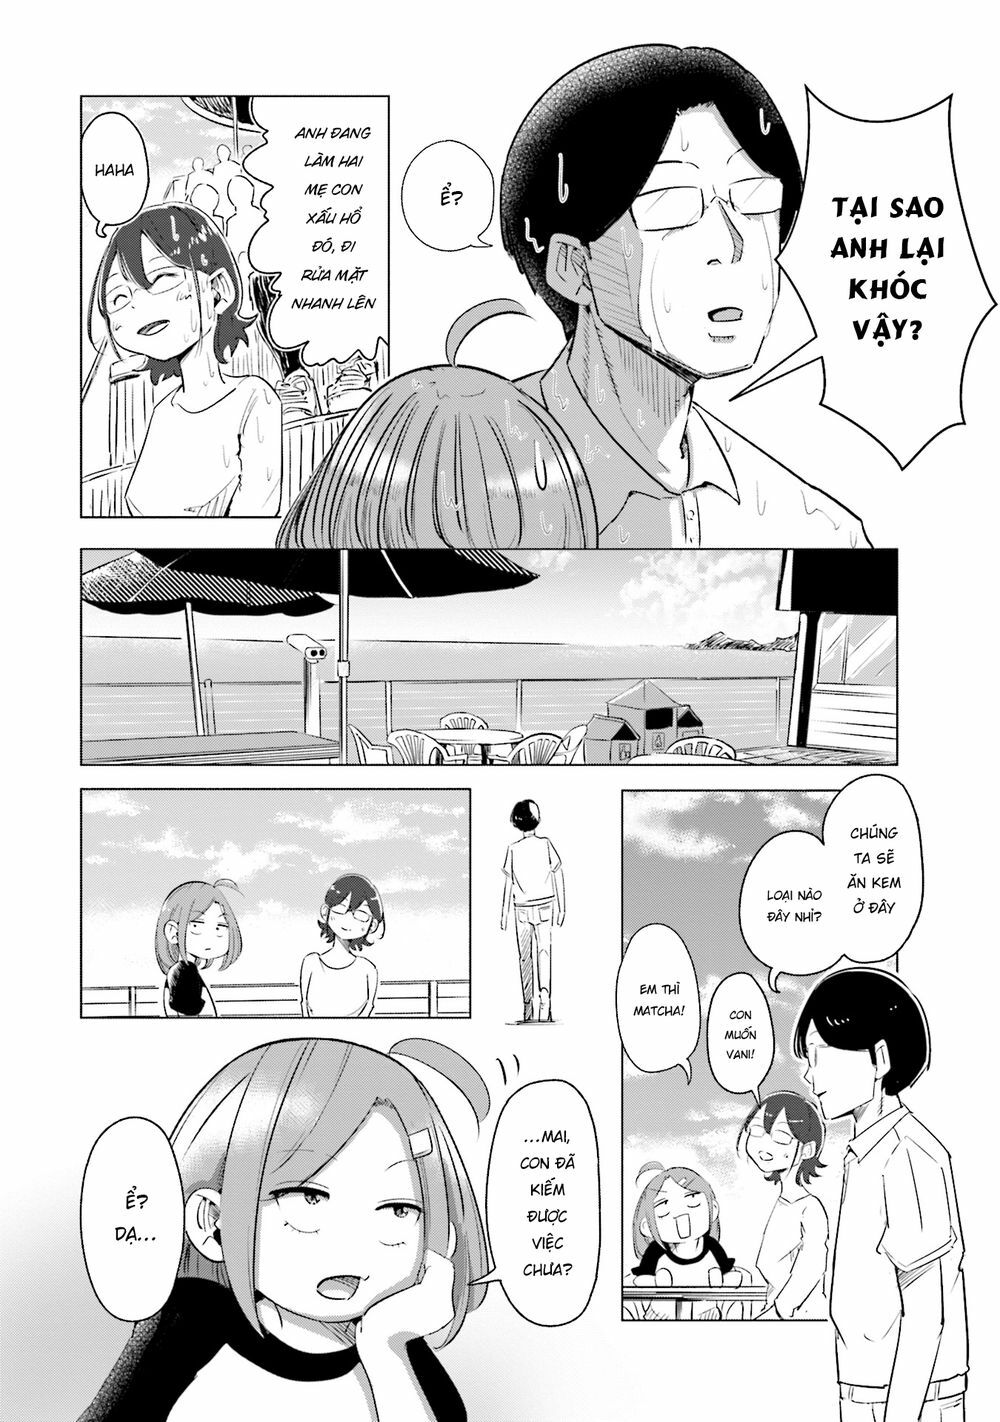 TẠI SAO
ANH LẠI
KHÓC
VẬY?
Ể?
ANH ĐANG
LÀM HAI
MẸ CON
XẤU HỔ
ĐÓ, ĐI
RỬA MẶT
NHANH LÊN
HAHA
CHÚNG
TA SẼ
ĂN KEM
Ở ĐÂY
LOẠI NÀO
ĐÂY NHỈ?
CON
MUỐN
VANI!
EM THÌ
MATCHA!
...MAI,
CON ĐÃ
KIẾM
ĐƯỢC
VIỆC
CHƯA?
Ể?
DẠ...